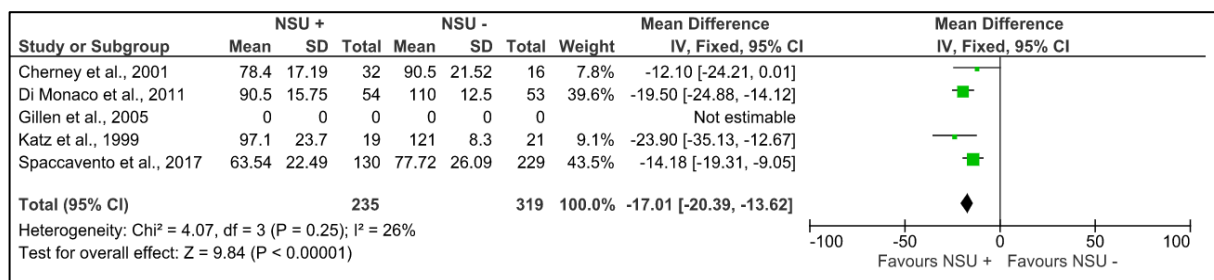 NSU + NSU - Mean Difference Mean Difference
Study or Subgroup Mean SD Total Mean SD Total Weight IV, Fixed, 95% CI IV, Fixed, 95% CI
Cherney et al., 2001 78.4 17.19 32 90.5 21.52 16 7.8% -12.10 [-24.21, 0.01]
Di Monaco et al., 2011 90.5 15.75 54 110 12.5 53 39.6% -19.50 [-24.88, -14.12]
Gillen et al., 2005 0 0 0 0 0 0 Not estimable
Katz et al., 1999 97.1 23.7 19 121 8.3 21 9.1% -23.90 [-35.13, -12.67]
Spaccavento et al., 2017 63.54 22.49 130 77.72 26.09 229 43.5% -14.18 [-19.31, -9.05]
Total (95% CI) 235 319 100.0% -17.01 [-20.39, -13.62]
Heterogeneity: Chi² = 4.07, df = 3 (P = 0.25); I² = 26%
Test for overall effect: Z = 9.84 (P < 0.00001)
-100 -50 0 50 100
Favours NSU + Favours NSU -